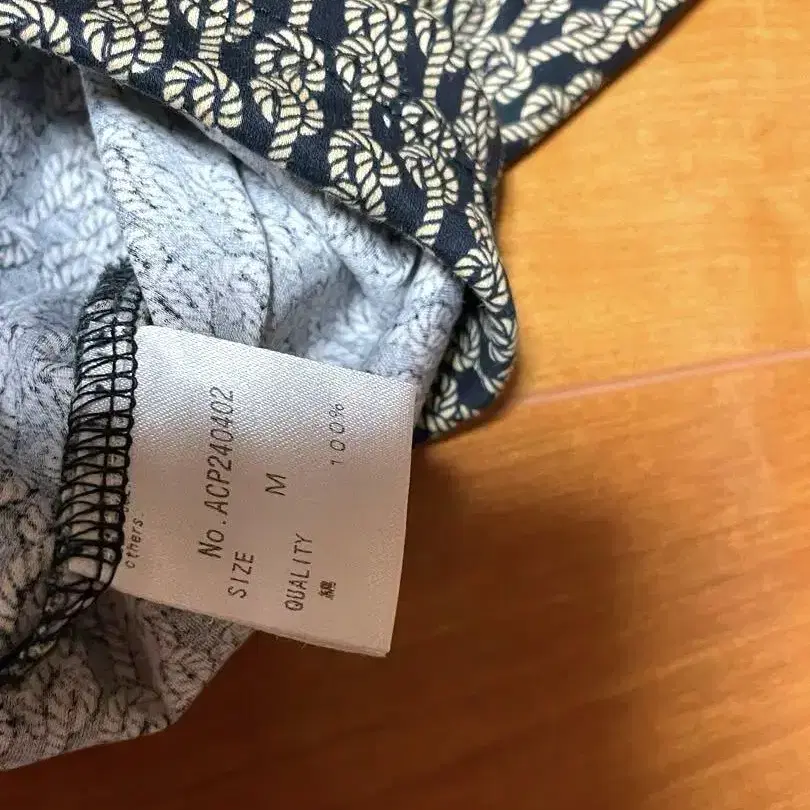 others.
No.ACP240402
SIZE M
QUALITY
綿 100%